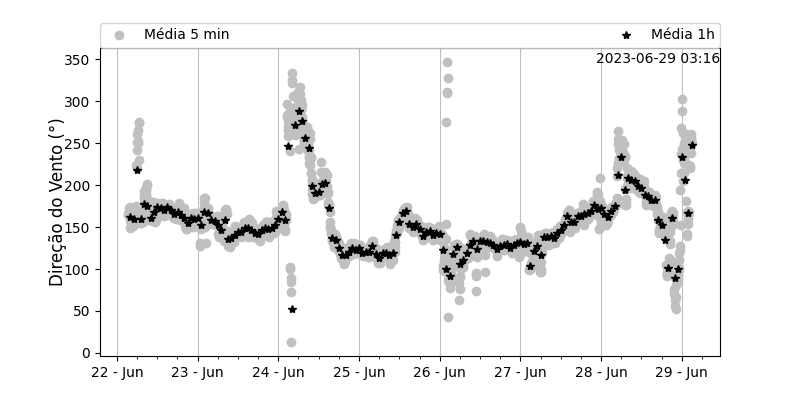 Média 5 min
Média 1h
2023-06-29 03:16
Direção do Vento (°)
350
300
250
200
150
100
50
0
22 - Jun
23 - Jun
24 - Jun
25 - Jun
26 - Jun
27 - Jun
28 - Jun
29 - Jun